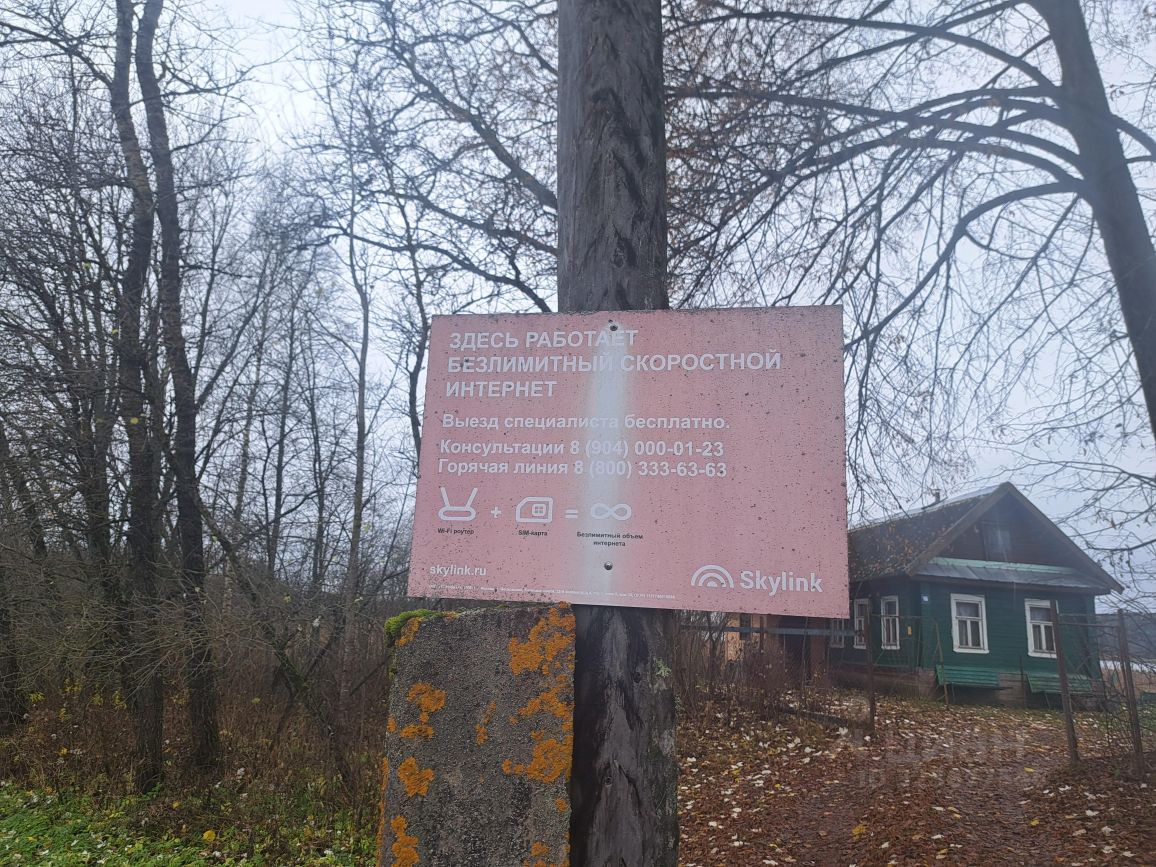 ЗДЕСЬ РАБОТАЕТ
БЕЗЛИМИТНЫЙ СКОРОСТНОЙ
ИНТЕРНЕТ
Выезд специалиста бесплатно.
Консультации 8 (904) 000-01-23
Горячая линия 8 (800) 333-63-63
Wi-Fi роутер + SIM-карта = Безлимитный объем
интернета
skylink.ru
Skylink